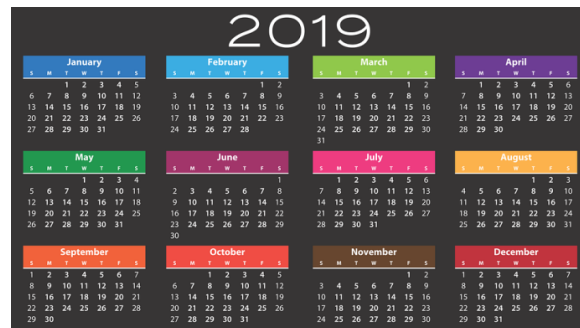 2019
January
S M T W T F S
1 2 3 4 5
6 7 8 9 10 11 12
13 14 15 16 17 18 19
20 21 22 23 24 25 26
27 28 29 30 31
February
S M T W T F S
1 2
3 4 5 6 7 8 9
10 11 12 13 14 15 16
17 18 19 20 21 22 23
24 25 26 27 28
March
S M T W T F S
1 2
3 4 5 6 7 8 9
10 11 12 13 14 15 16
17 18 19 20 21 22 23
24 25 26 27 28 29 30
31
April
S M T W T F S
1 2 3 4 5 6
7 8 9 10 11 12 13
14 15 16 17 18 19 20
21 22 23 24 25 26 27
28 29 30
May
S M T W T F S
1 2 3 4
5 6 7 8 9 10 11
12 13 14 15 16 17 18
19 20 21 22 23 24 25
26 27 28 29 30 31
June
S M T W T F S
1
2 3 4 5 6 7 8
9 10 11 12 13 14 15
16 17 18 19 20 21 22
23 24 25 26 27 28 29
30
July
S M T W T F S
1 2 3 4 5 6
7 8 9 10 11 12 13
14 15 16 17 18 19 20
21 22 23 24 25 26 27
28 29 30 31
August
S M T W T F S
1 2 3
4 5 6 7 8 9 10
11 12 13 14 15 16 17
18 19 20 21 22 23 24
25 26 27 28 29 30 31
September
S M T W T F S
1 2 3 4 5 6 7
8 9 10 11 12 13 14
15 16 17 18 19 20 21
22 23 24 25 26 27 28
29 30
October
S M T W T F S
1 2 3 4 5
6 7 8 9 10 11 12
13 14 15 16 17 18 19
20 21 22 23 24 25 26
27 28 29 30 31
November
S M T W T F S
1 2
3 4 5 6 7 8 9
10 11 12 13 14 15 16
17 18 19 20 21 22 23
24 25 26 27 28 29 30
December
S M T W T F S
1 2 3 4 5 6 7
8 9 10 11 12 13 14
15 16 17 18 19 20 21
22 23 24 25 26 27 28
29 30 31